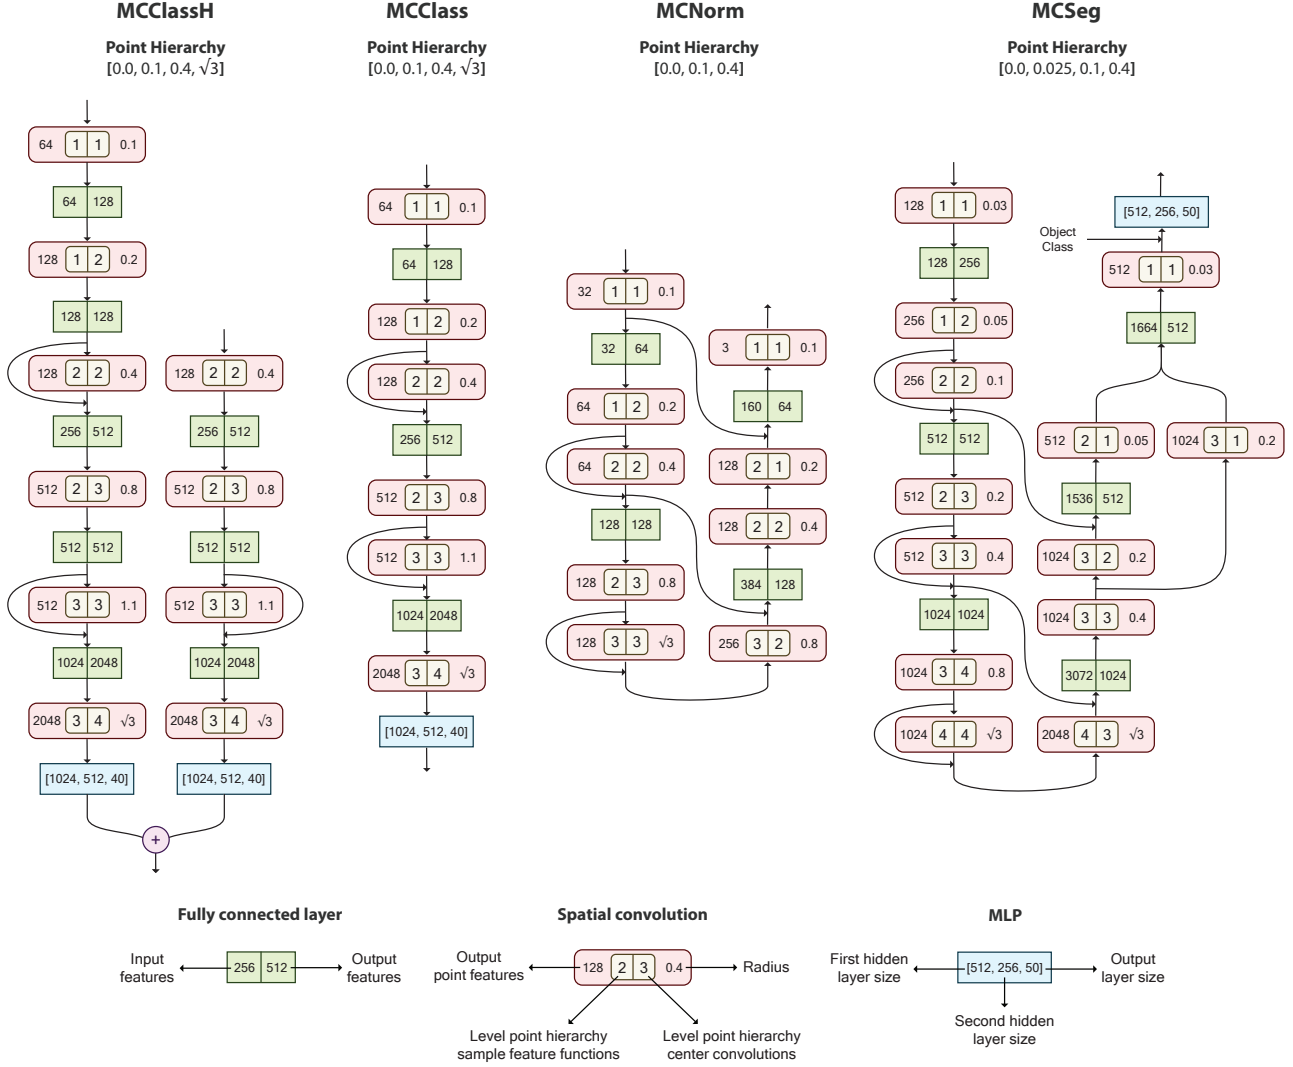 MCClassH
Point Hierarchy
[0.0, 0.1, 0.4, √3]
64 1 1 0.1
64 128
128 1 2 0.2
128 128
128 2 2 0.4
256 512
512 2 3 0.8
512 512
512 3 3 1.1
1024 2048
2048 3 4 √3
[1024, 512, 40]
128 2 2 0.4
256 512
512 2 3 0.8
512 512
512 3 3 1.1
1024 2048
2048 3 4 √3
[1024, 512, 40]
+
MCClass
Point Hierarchy
[0.0, 0.1, 0.4, √3]
64 1 1 0.1
64 128
128 1 2 0.2
128 2 2 0.4
256 512
512 2 3 0.8
512 3 3 1.1
1024 2048
2048 3 4 √3
[1024, 512, 40]
MCNorm
Point Hierarchy
[0.0, 0.1, 0.4]
32 1 1 0.1
32 64
64 1 2 0.2
64 2 2 0.4
128 128
128 2 3 0.8
128 3 3 √3
3 1 1 0.1
160 64
128 2 1 0.2
128 2 2 0.4
384 128
256 3 2 0.8
MCSeg
Point Hierarchy
[0.0, 0.025, 0.1, 0.4]
128 1 1 0.03
128 256
256 1 2 0.05
256 2 2 0.1
512 512
512 2 3 0.2
512 3 3 0.4
1024 1024
1024 3 4 0.8
1024 4 4 √3
[512, 256, 50]
Object
Class
512 1 1 0.03
1664 512
512 2 1 0.05
1024 3 1 0.2
1536 512
1024 3 2 0.2
1024 3 3 0.4
3072 1024
2048 4 3 √3
Fully connected layer
Input
features
256 512
Output
features
Spatial convolution
Output
point features
128 2 3 0.4
Radius
Level point hierarchy
sample feature functions
Level point hierarchy
center convolutions
MLP
First hidden
layer size
[512, 256, 50]
Output
layer size
Second hidden
layer size